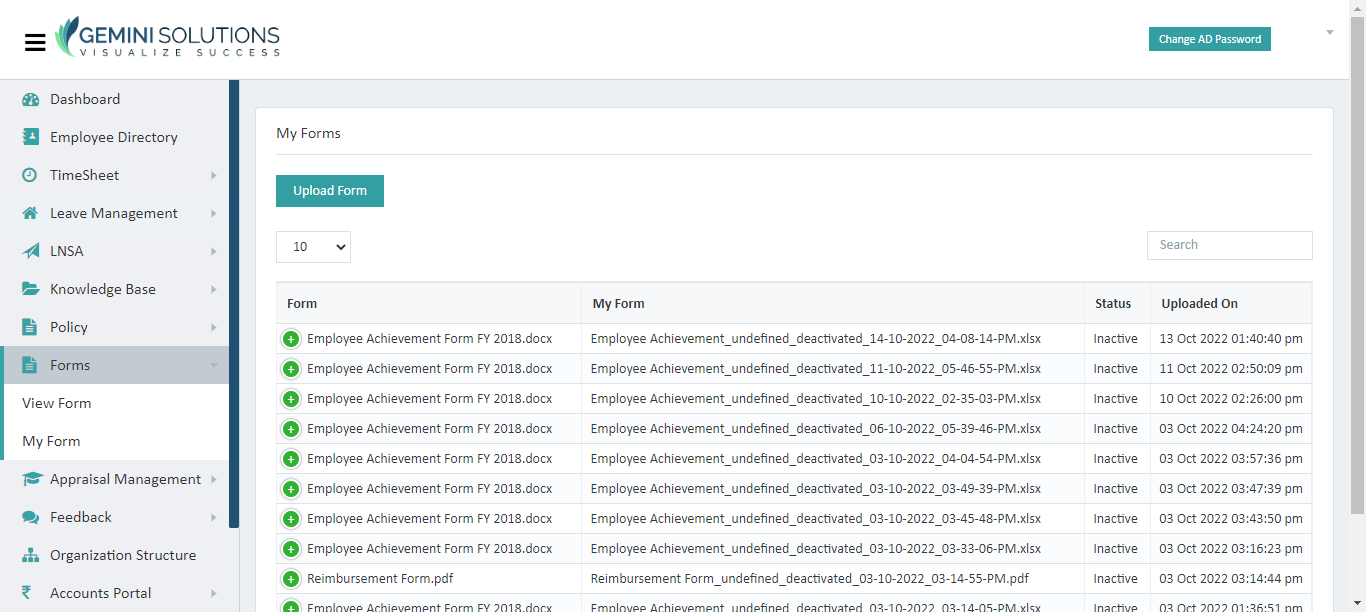 GEMINI SOLUTIONS
VISUALIZE SUCCESS
Change AD Password
Dashboard
Employee Directory
TimeSheet
Leave Management
LNSA
Knowledge Base
Policy
Forms
View Form
My Form
Appraisal Management
Feedback
Organization Structure
Accounts Portal
My Forms
Upload Form
10
Search
Form My Form Status Uploaded On
Employee Achievement Form FY 2018.docx Employee Achievement_undefined_deactivated_14-10-2022_04-08-14-PM.xlsx Inactive 13 Oct 2022 01:40:40 pm
Employee Achievement Form FY 2018.docx Employee Achievement_undefined_deactivated_11-10-2022_05-46-55-PM.xlsx Inactive 11 Oct 2022 02:50:09 pm
Employee Achievement Form FY 2018.docx Employee Achievement_undefined_deactivated_10-10-2022_02-35-03-PM.xlsx Inactive 10 Oct 2022 02:26:00 pm
Employee Achievement Form FY 2018.docx Employee Achievement_undefined_deactivated_06-10-2022_05-39-46-PM.xlsx Inactive 03 Oct 2022 04:24:20 pm
Employee Achievement Form FY 2018.docx Employee Achievement_undefined_deactivated_03-10-2022_04-04-54-PM.xlsx Inactive 03 Oct 2022 03:57:36 pm
Employee Achievement Form FY 2018.docx Employee Achievement_undefined_deactivated_03-10-2022_03-49-39-PM.xlsx Inactive 03 Oct 2022 03:47:39 pm
Employee Achievement Form FY 2018.docx Employee Achievement_undefined_deactivated_03-10-2022_03-45-48-PM.xlsx Inactive 03 Oct 2022 03:43:50 pm
Employee Achievement Form FY 2018.docx Employee Achievement_undefined_deactivated_03-10-2022_03-33-06-PM.xlsx Inactive 03 Oct 2022 03:16:23 pm
Reimbursement Form.pdf Reimbursement Form_undefined_deactivated_03-10-2022_03-14-55-PM.pdf Inactive 03 Oct 2022 03:14:44 pm
Employee Achievement Form FY 2018.docx Employee Achievement_undefined_deactivated_03-10-2022_03-14-05-PM.xlsx Inactive 03 Oct 2022 01:36:51 pm